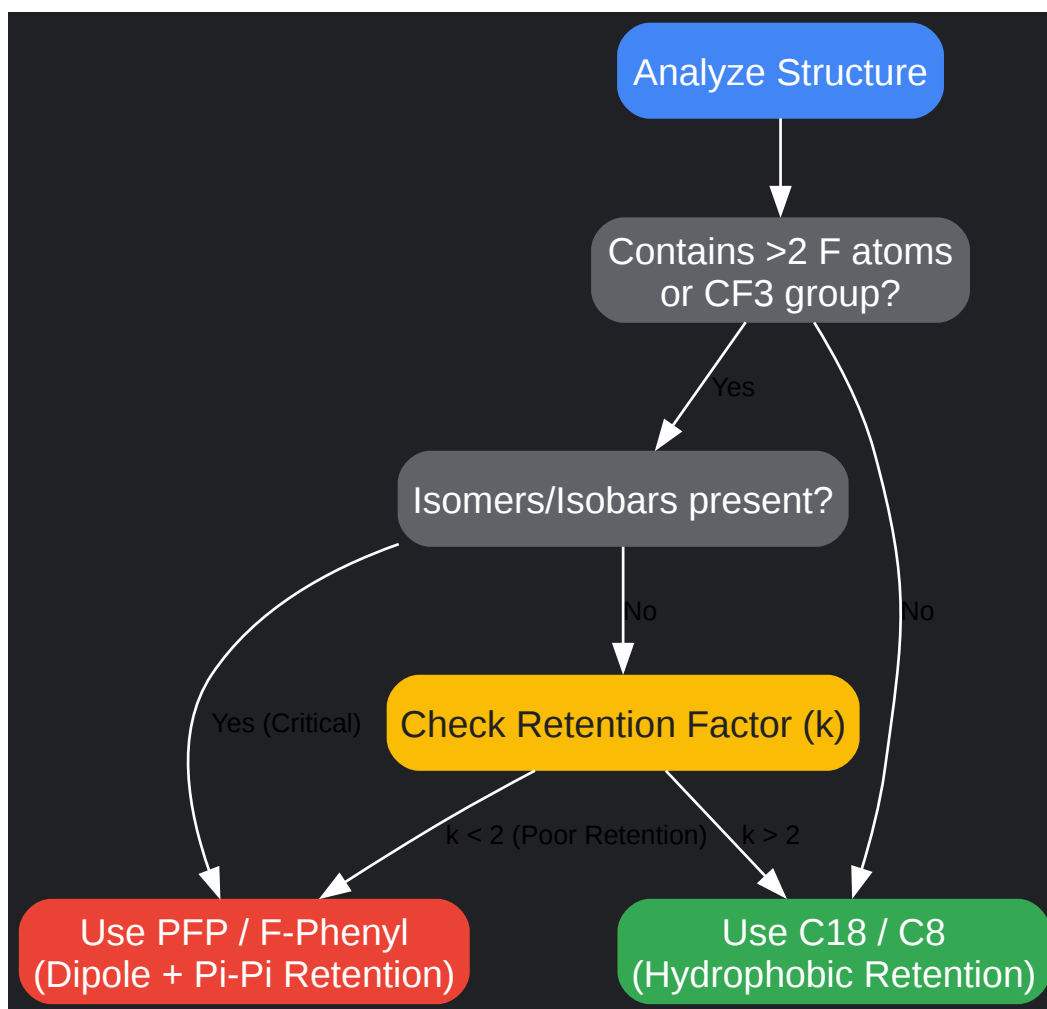 Analyze Structure
Contains >2 F atoms
or CF3 group?
Yes
Isomers/Isobars present?
No
No
Yes (Critical)
Check Retention Factor (k)
k < 2 (Poor Retention)
k > 2
Use PFP / F-Phenyl
(Dipole + Pi-Pi Retention)
Use C18 / C8
(Hydrophobic Retention)